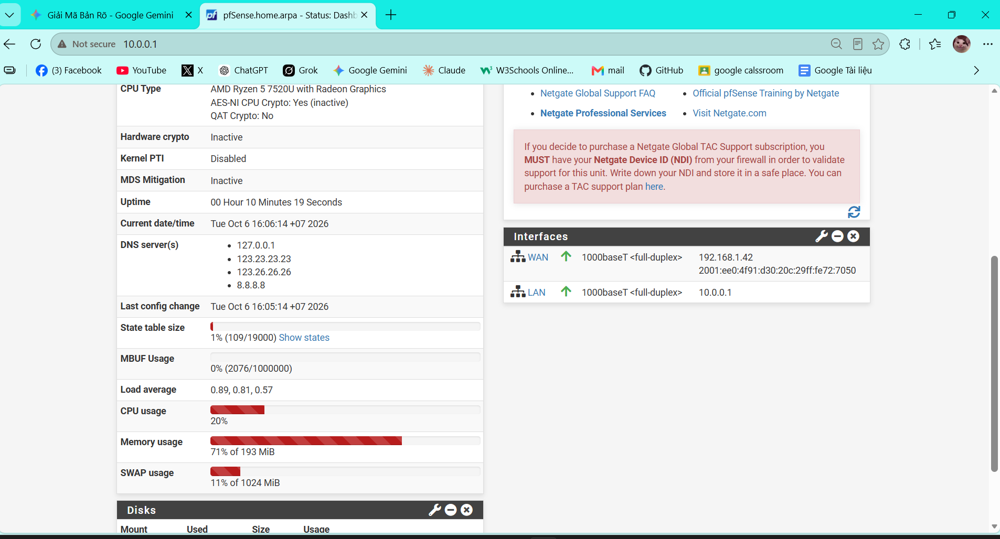 Giải Mã Bản Rõ - Google Gemini
pfSense.home.arpa - Status: Dashb
Not secure 10.0.0.1
(3) Facebook
YouTube
X
ChatGPT
Grok
Google Gemini
Claude
W3Schools Online...
mail
GitHub
google calssroom
Google Tài liệu
CPU Type
AMD Ryzen 5 7520U with Radeon Graphics
AES-NI CPU Crypto: Yes (inactive)
QAT Crypto: No
Hardware crypto Inactive
Kernel PTI Disabled
MDS Mitigation Inactive
Uptime 00 Hour 10 Minutes 19 Seconds
Current date/time Tue Oct 6 16:06:14 +07 2026
DNS server(s)
127.0.0.1
123.23.23.23
123.26.26.26
8.8.8.8
Last config change Tue Oct 6 16:05:14 +07 2026
State table size
1% (109/19000) Show states
MBUF Usage
0% (2076/1000000)
Load average 0.89, 0.81, 0.57
CPU usage
20%
Memory usage
71% of 193 MiB
SWAP usage
11% of 1024 MiB
Disks
Mount Used Size Usage
Netgate Global Support FAQ
Official pfSense Training by Netgate
Netgate Professional Services
Visit Netgate.com
If you decide to purchase a Netgate Global TAC Support subscription, you
MUST have your Netgate Device ID (NDI) from your firewall in order to validate
support for this unit. Write down your NDI and store it in a safe place. You can
purchase a TAC support plan here.
Interfaces
WAN 1000baseT <full-duplex> 192.168.1.42
2001:ee0:4f91:d30:20c:29ff:fe72:7050
LAN 1000baseT <full-duplex> 10.0.0.1